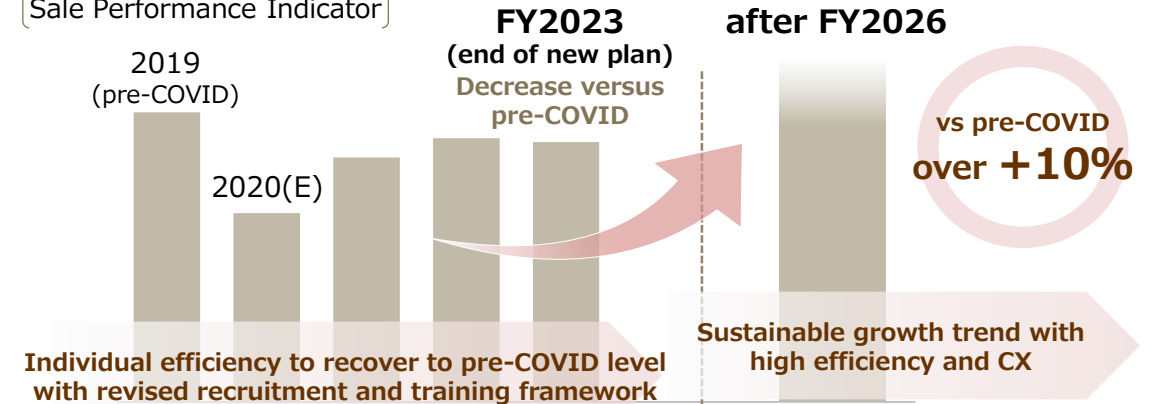 Sale Performance Indicator
2019
(pre-COVID)
2020(E)
FY2023
(end of new plan)
Decrease versus
pre-COVID
after FY2026
vs pre-COVID
over +10%
Individual efficiency to recover to pre-COVID level
with revised recruitment and training framework
Sustainable growth trend with
high efficiency and CX